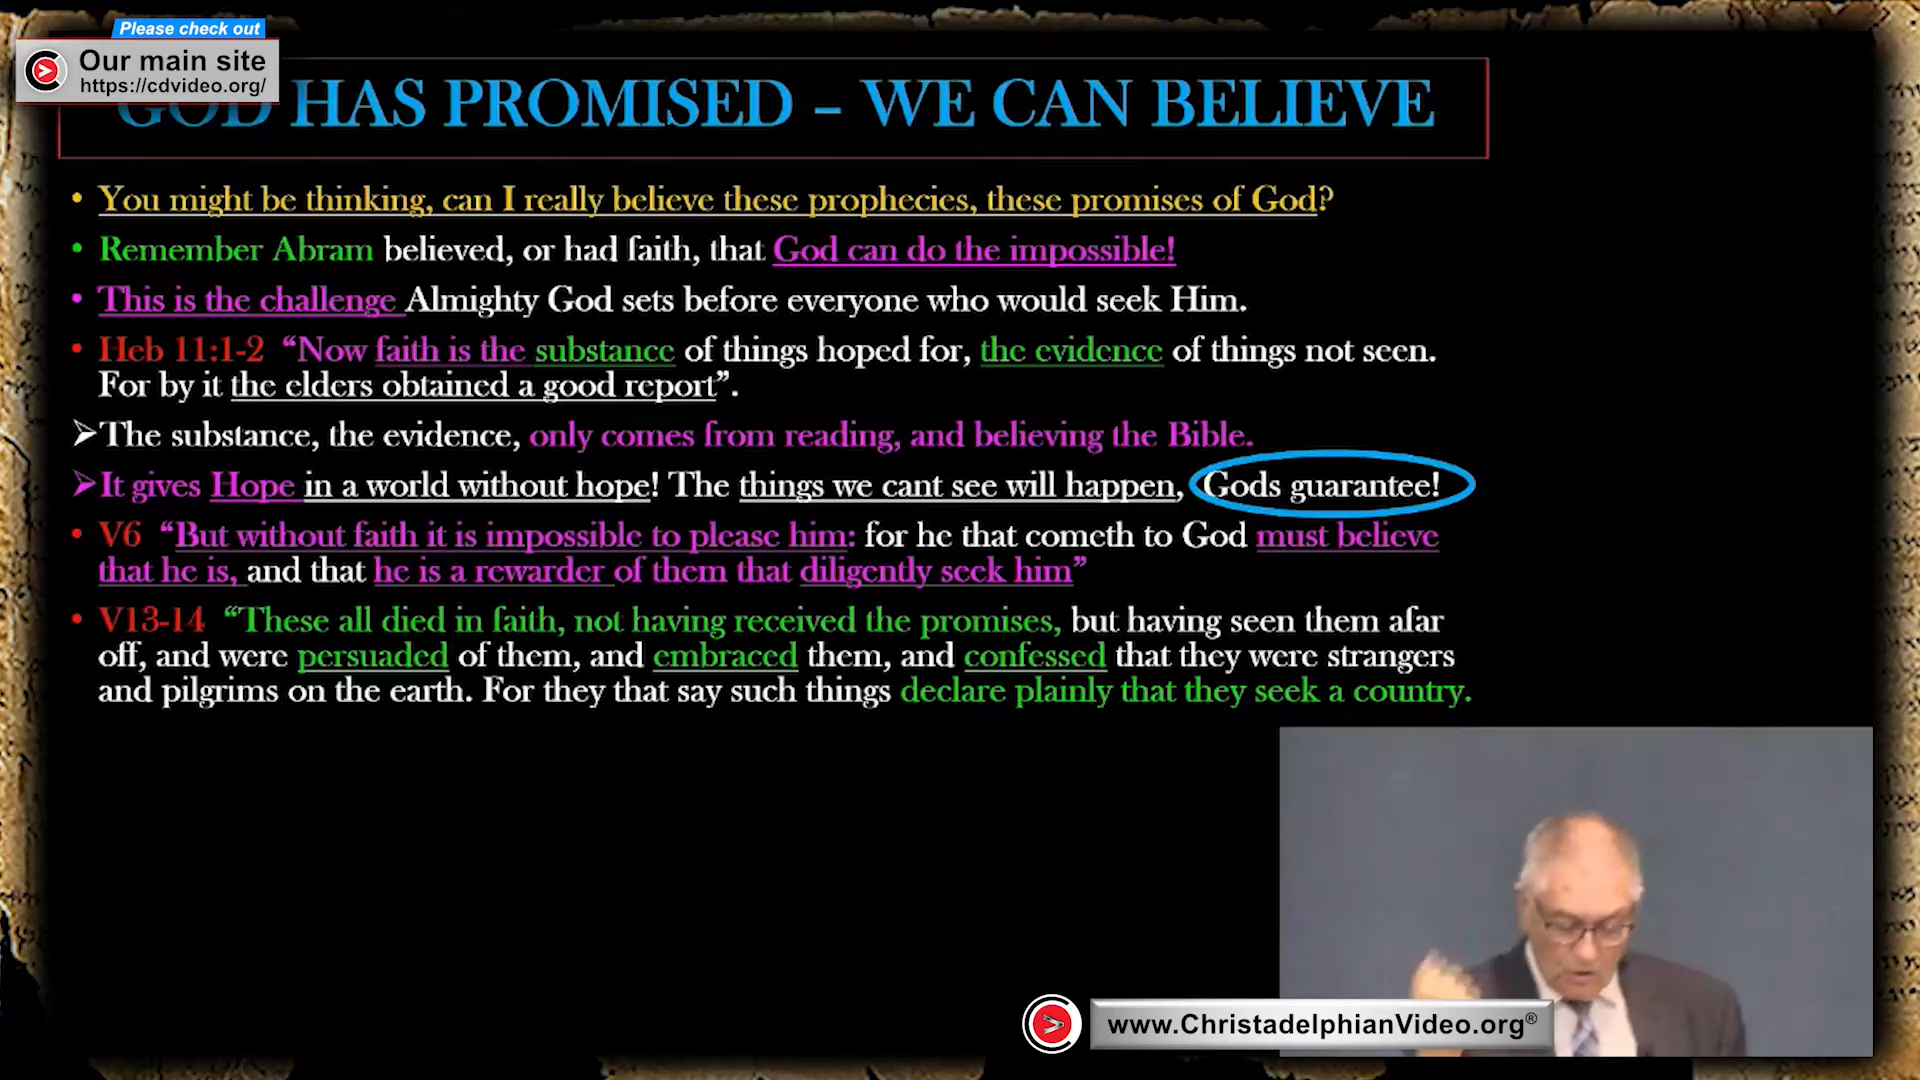 Please check out
Our main site
https://cdvideo.org/
GOD HAS PROMISED – WE CAN BELIEVE
• You might be thinking, can I really believe these prophecies, these promises of God?
• Remember Abram believed, or had faith, that God can do the impossible!
• This is the challenge Almighty God sets before everyone who would seek Him.
• Heb 11:1-2 “Now faith is the substance of things hoped for, the evidence of things not seen.
For by it the elders obtained a good report”.
➢The substance, the evidence, only comes from reading, and believing the Bible.
➢It gives Hope in a world without hope! The things we cant see will happen, Gods guarantee!
• V6 “But without faith it is impossible to please him: for he that cometh to God must believe
that he is, and that he is a rewarder of them that diligently seek him”
• V13-14 “These all died in faith, not having received the promises, but having seen them afar
off, and were persuaded of them, and embraced them, and confessed that they were strangers
and pilgrims on the earth. For they that say such things declare plainly that they seek a country.
www.ChristadelphianVideo.org®